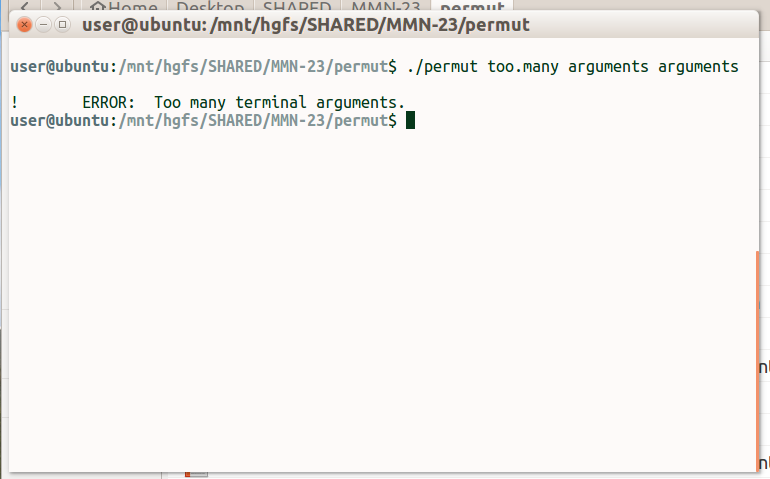 Home Desktop SHARED MMN-23 permut
user@ubuntu: /mnt/hgfs/SHARED/MMN-23/permut
user@ubuntu:/mnt/hgfs/SHARED/MMN-23/permut$ ./permut too.many arguments arguments
!       ERROR:  Too many terminal arguments.
user@ubuntu:/mnt/hgfs/SHARED/MMN-23/permut$